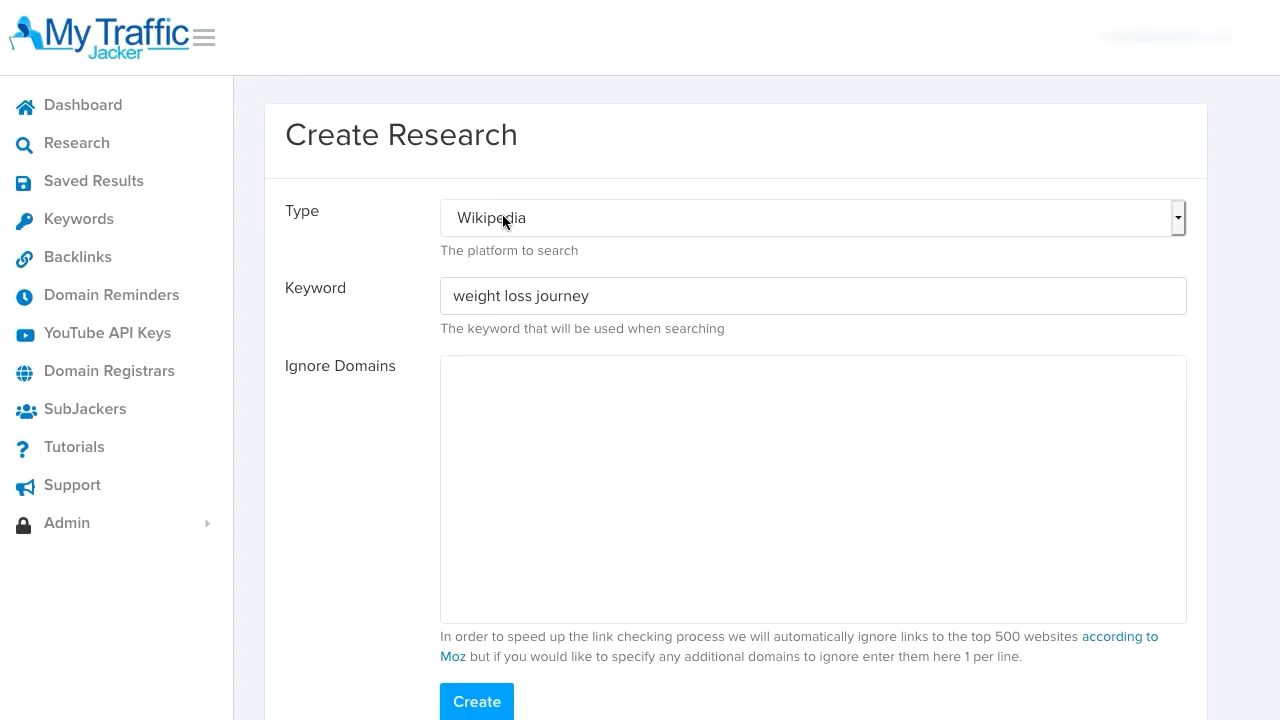 My Traffic
Jacker
Dashboard
Research
Saved Results
Keywords
Backlinks
Domain Reminders
YouTube API Keys
Domain Registrars
SubJackers
Tutorials
Support
Admin
Create Research
Type
Wikipedia
The platform to search
Keyword
weight loss journey
The keyword that will be used when searching
Ignore Domains
In order to speed up the link checking process we will automatically ignore links to the top 500 websites according to
Moz but if you would like to specify any additional domains to ignore enter them here 1 per line.
Create